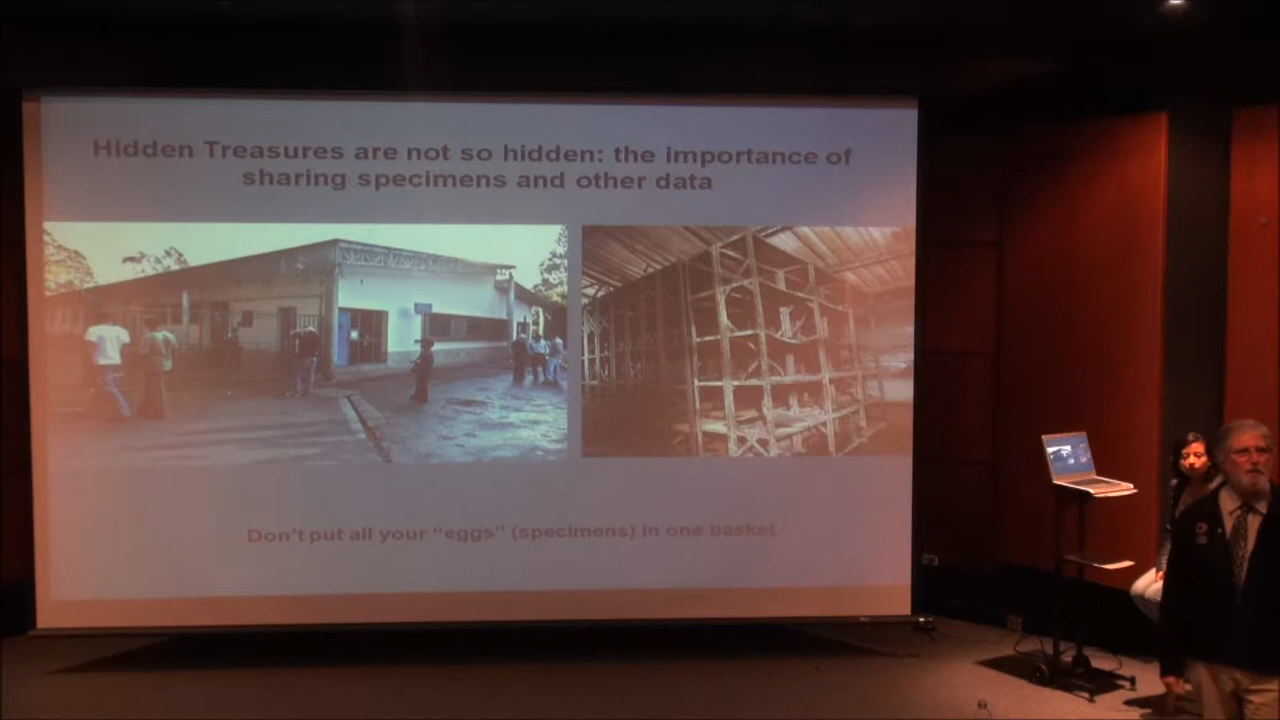 Hidden Treasures are not so hidden: the importance of
sharing specimens and other data
Don't put all your “eggs” (specimens) in one basket